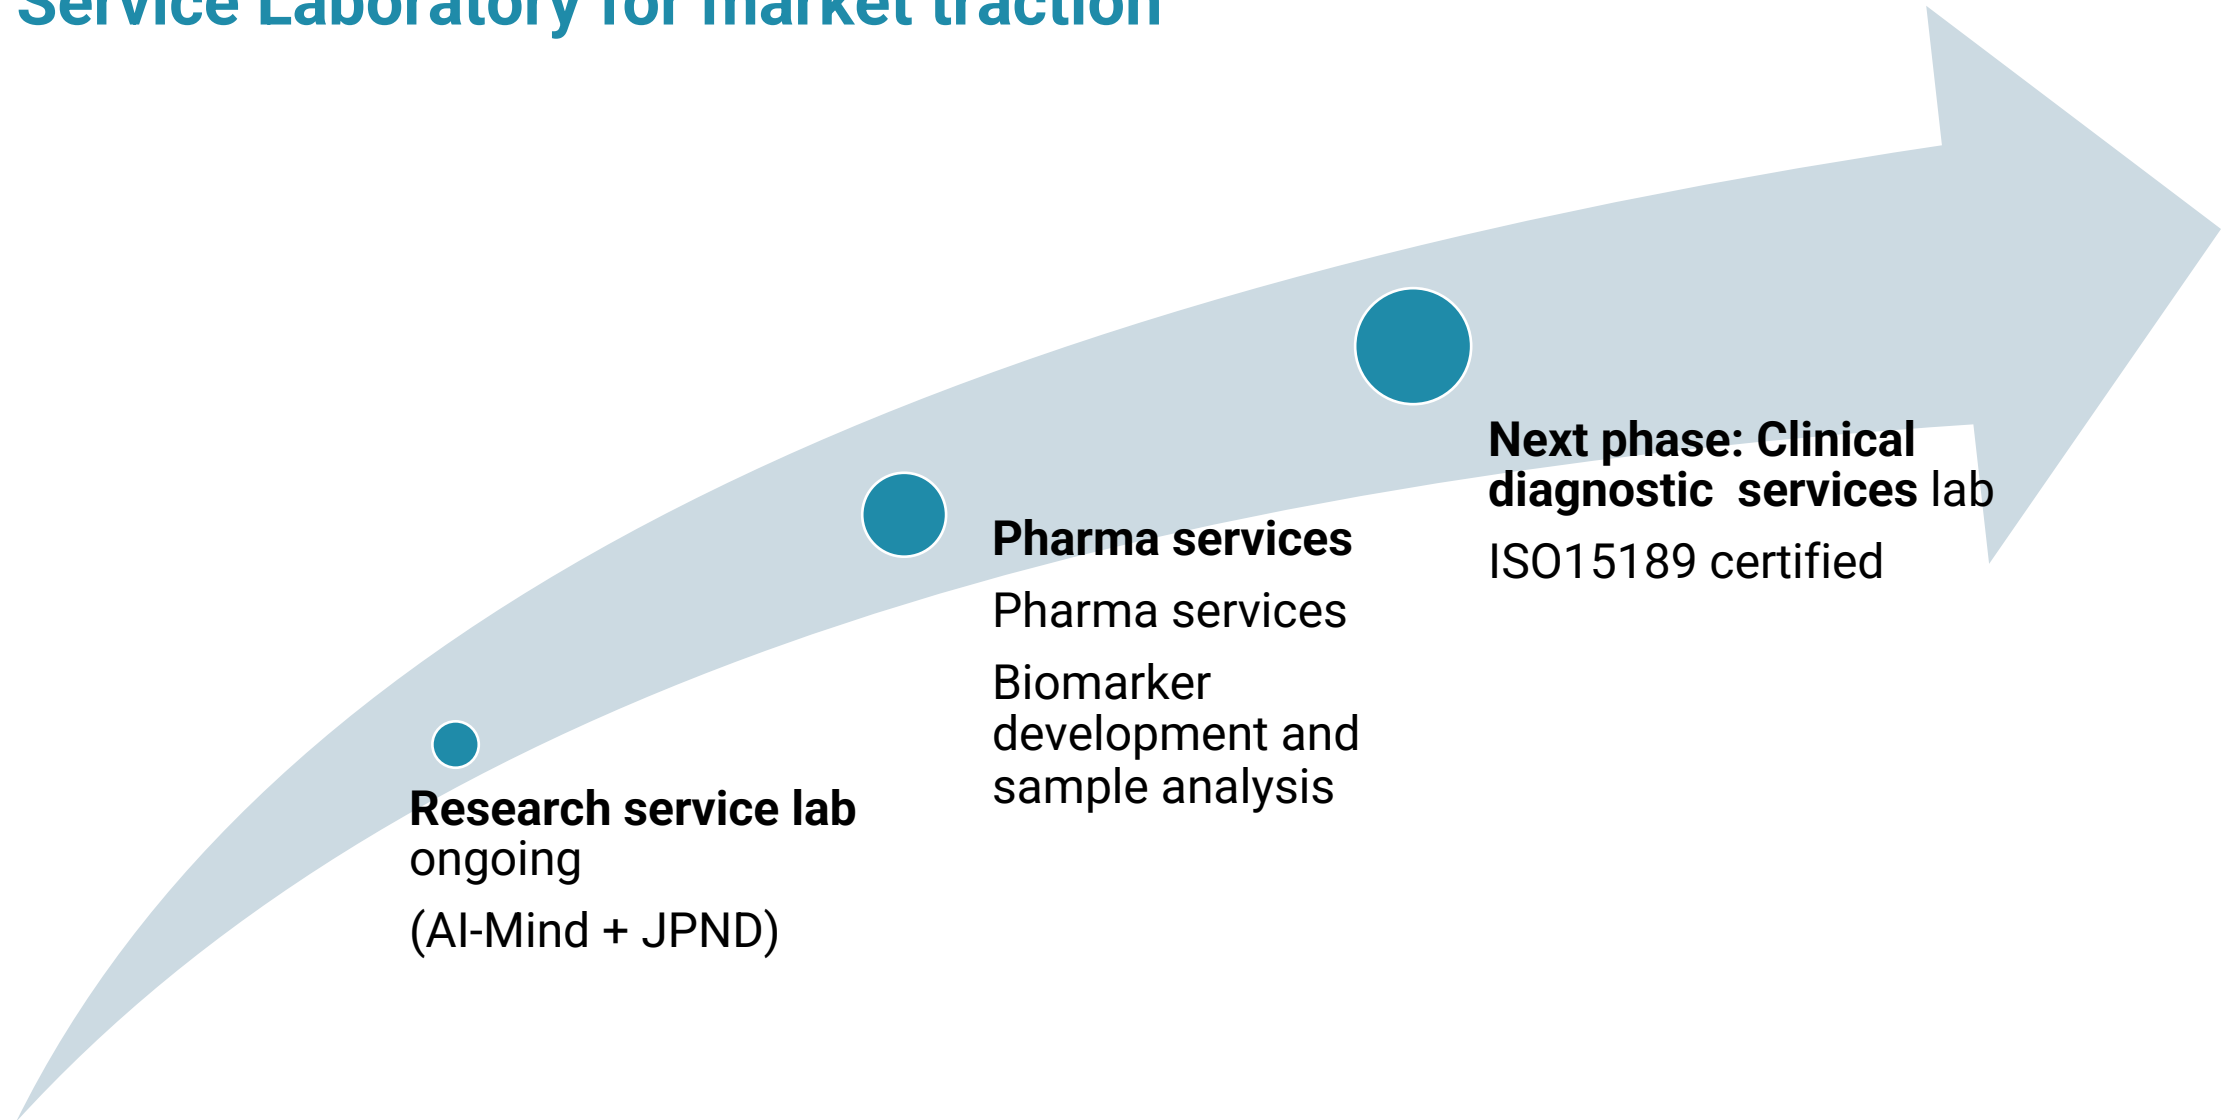 Service Laboratory for market traction
Next phase: Clinical
diagnostic  services lab
ISO15189 certified
Pharma services
Pharma services
Biomarker
development and
sample analysis
Research service lab
ongoing
(AI-Mind + JPND)